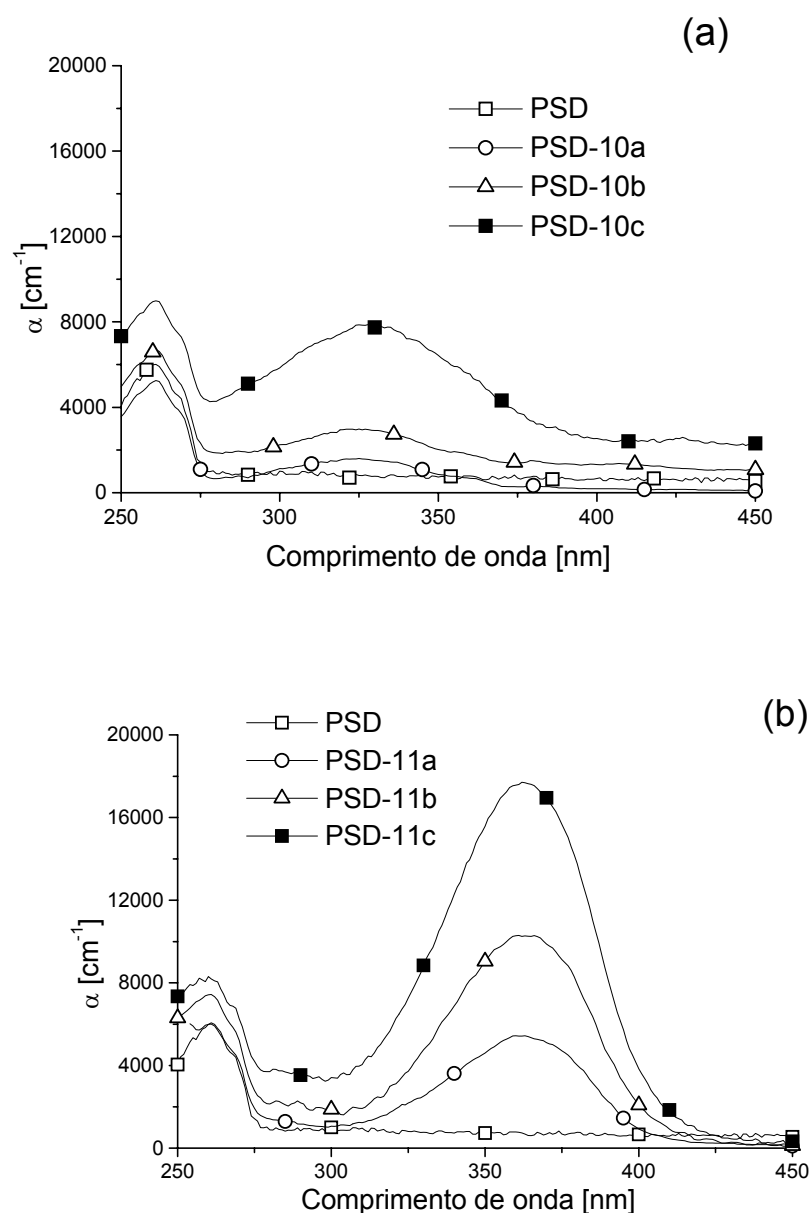 (a)
20000
16000
12000
8000
4000
0
α [cm-1]
PSD
PSD-10a
PSD-10b
PSD-10c
250
300
350
400
450
Comprimento de onda [nm]
(b)
20000
16000
12000
8000
4000
0
α [cm-1]
PSD
PSD-11a
PSD-11b
PSD-11c
250
300
350
400
450
Comprimento de onda [nm]